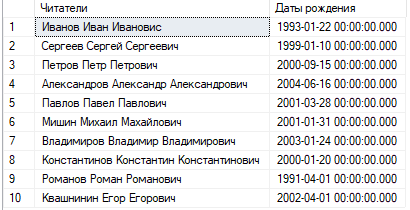 Читатели Даты рождения
1 Иванов Иван Ивановис 1993-01-22 00:00:00.000
2 Сергеев Сергей Сергеевич 1999-01-10 00:00:00.000
3 Петров Петр Петрович 2000-09-15 00:00:00.000
4 Александров Александр Александрович 2004-06-16 00:00:00.000
5 Павлов Павел Павлович 2001-03-28 00:00:00.000
6 Мишин Михаил Махайлович 2001-01-31 00:00:00.000
7 Владимиров Владимир Владимирович 2003-01-24 00:00:00.000
8 Константинов Константин Константинович 2000-01-20 00:00:00.000
9 Романов Роман Романович 1991-04-01 00:00:00.000
10 Квашнинин Егор Егорович 2002-04-01 00:00:00.000